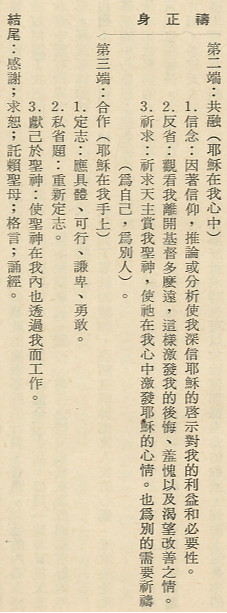 第二端：共融（耶穌在我心中）
1.信念：因著信仰，推論或分析使我深信耶穌的啓示對我的利益和必要性。
禱正身
2.反省：觀看我離開基督多麼遠，這樣激發我的後悔、羞愧以及渴望改善之情。
3.祈求：祈求天主賞我聖神，使祂在我心中激發耶穌的心情。也爲別的需要祈禱
（爲自己，爲別人）。
第三端：合作（耶穌在我手上）
1.定志：應具體、可行、謙卑、勇敢。
2.私省題：重新定志。
3.獻己於聖神：使聖神在我內也透過我而工作。
結尾：感謝；求恕；託賴聖母；格言；誦經。